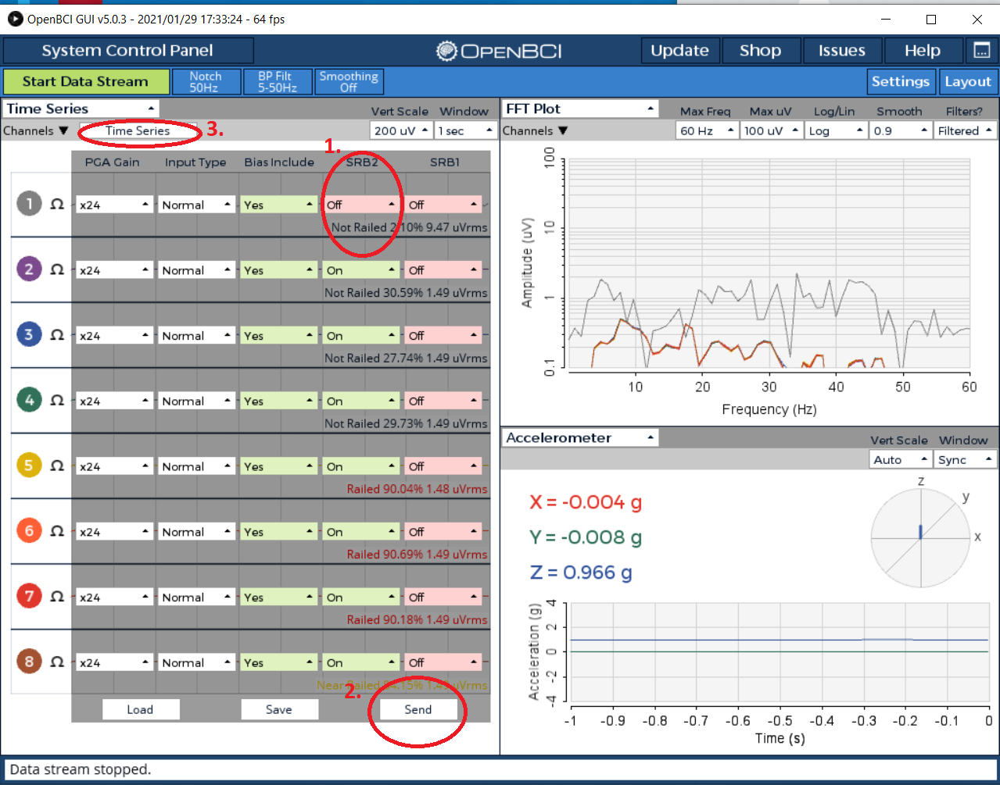 OpenBCI GUI v5.0.3 - 2021/01/29 17:33:24 - 64 fps
System Control Panel
OPENBCI
Update Shop Issues Help
Start Data Stream
Notch 50Hz
BP Filt 5-50Hz
Smoothing Off
Settings Layout
Time Series
Vert Scale Window
Channels Time Series 3. 200 uV 1 sec
1.
PGA Gain Input Type Bias Include SRB2 SRB1
1 Ω x24 Normal Yes Off Off
Not Railed 2.10% 9.47 uVrms
2 Ω x24 Normal Yes On Off
Not Railed 30.59% 1.49 uVrms
3 Ω x24 Normal Yes On Off
Not Railed 27.74% 1.49 uVrms
4 Ω x24 Normal Yes On Off
Not Railed 29.73% 1.49 uVrms
5 Ω x24 Normal Yes On Off
Railed 90.04% 1.48 uVrms
6 Ω x24 Normal Yes On Off
Railed 90.69% 1.49 uVrms
7 Ω x24 Normal Yes On Off
Railed 90.18% 1.49 uVrms
8 Ω x24 Normal Yes On Off
Near Railed 84.15% 1.49 uVrms
2.
Load Save Send
FFT Plot
Max Freq Max uV Log/Lin Smooth Filters?
Channels 60 Hz 100 uV Log 0.9 Filtered
100
10
1
0.1
Amplitude (uV)
10 20 30 40 50 60
Frequency (Hz)
Accelerometer
Vert Scale Window
Auto Sync
X = -0.004 g
Y = -0.008 g
Z = 0.966 g
z
y
x
4
2
0
-2
-4
Acceleration (g)
-1 -0.9 -0.8 -0.7 -0.6 -0.5 -0.4 -0.3 -0.2 -0.1 0
Time (s)
Data stream stopped.